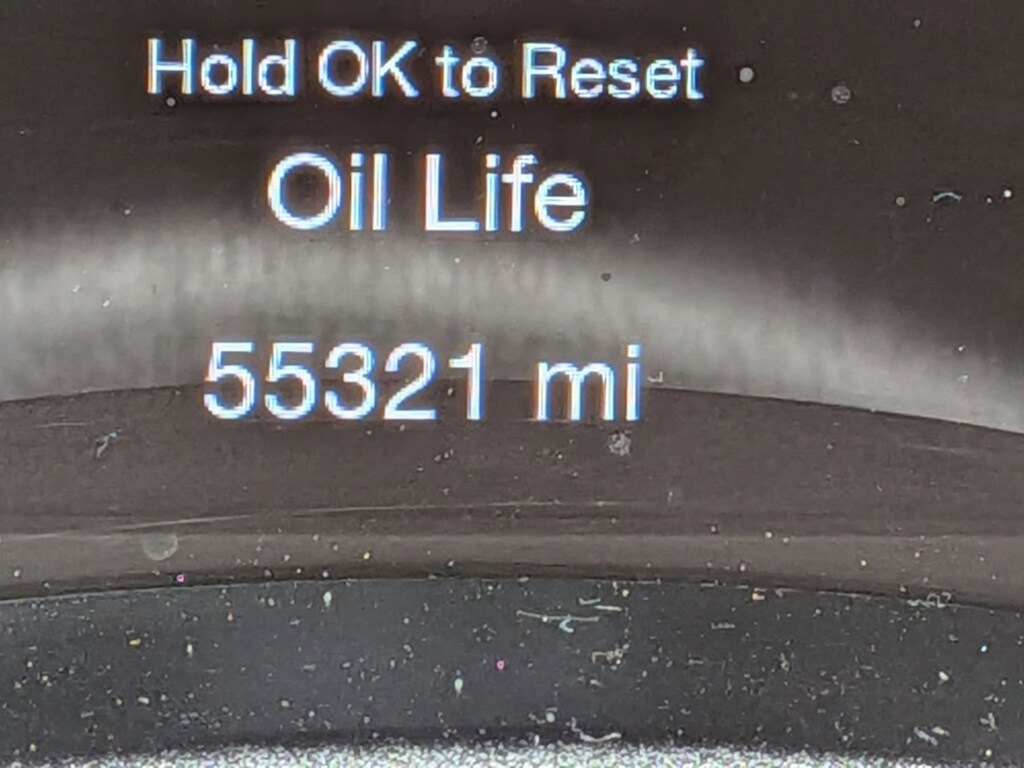 Hold OK to Reset
Oil Life
55321 mi